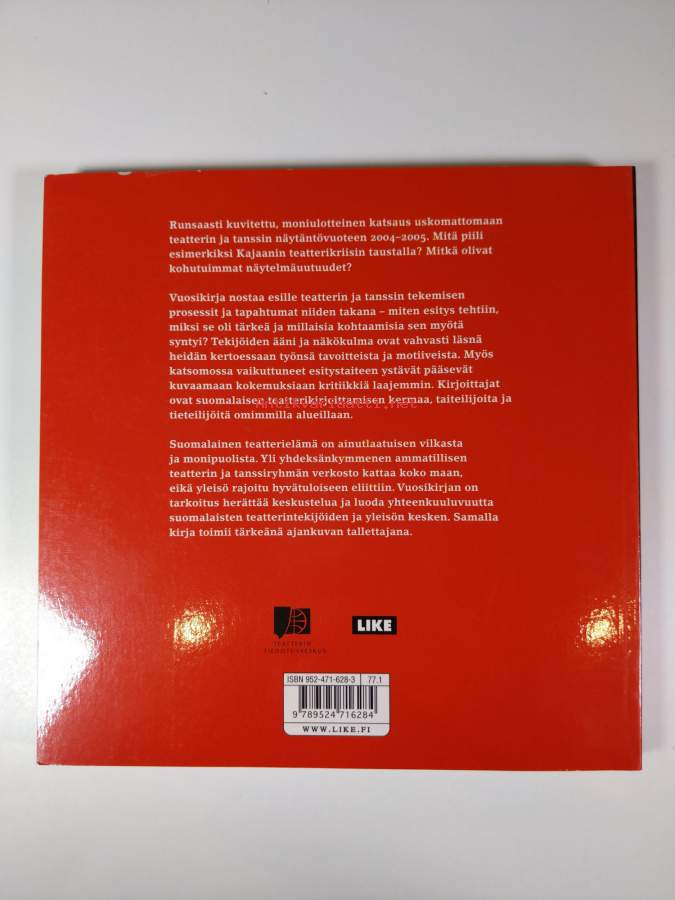 Runsaasti kuvitettu, moniulotteinen katsaus uskomattomaan
teatterin ja tanssin näytäntövuoteen 2004–2005. Mitä piili
esimerkiksi Kajaanin teatterikriisin taustalla? Mitkä olivat
kohutuimmat näytelmäuutuudet?
Vuosikirja nostaa esille teatterin ja tanssin tekemisen
prosessit ja tapahtumat niiden takana – miten esitys tehtiin,
miksi se oli tärkeä ja millaisia kohtaamisia sen myötä
syntyi? Tekijöiden ääni ja näkökulma ovat vahvasti läsnä
heidän kertoessaan työnsä tavoitteista ja motiiveista. Myös
katsomossa vaikuttuneet esitystaiteen ystävät pääsevät
kuvaamaan kokemuksiaan kritiikkiä laajemmin. Kirjoittajat
ovat suomalaisen teatterikirjoittamisen kermaa, taiteilijoita ja
Antikvariaatti.net
tieteilijöitä omimmilla alueillaan.
Suomalainen teatterielämä on ainutlaatuisen vilkasta
ja monipuolista. Yli yhdeksänkymmenen ammatillisen
teatterin ja tanssiryhmän verkosto kattaa koko maan,
eikä yleisö rajoitu hyvätuloiseen eliittiin. Vuosikirjan on
tarkoitus herättää keskustelua ja luoda yhteenkuuluvuutta
suomalaisten teatterintekijöiden ja yleisön kesken. Samalla
kirja toimii tärkeänä ajankuvan tallettajana.
LIKE
TEATTERIN
TIEDOTUSKESKUS
ISBN 952-471-628-3 77.1
9 789524 716284
WWW.LIKE.FI